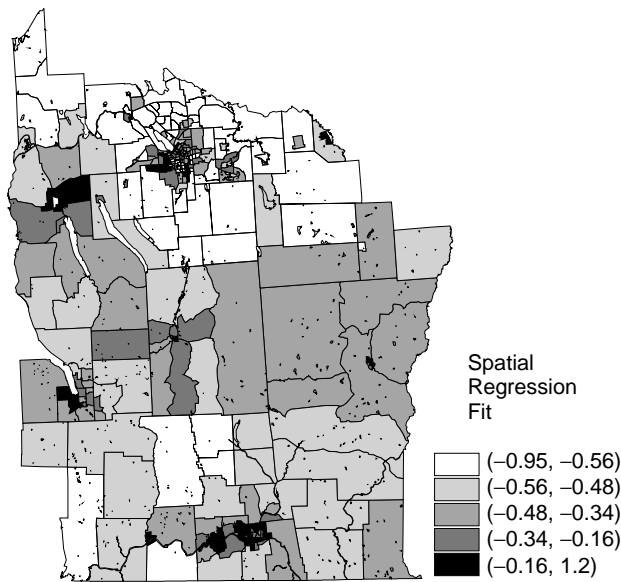 Spatial
Regression
Fit
(−0.95, −0.56)
(−0.56, −0.48)
(−0.48, −0.34)
(−0.34, −0.16)
(−0.16, 1.2)